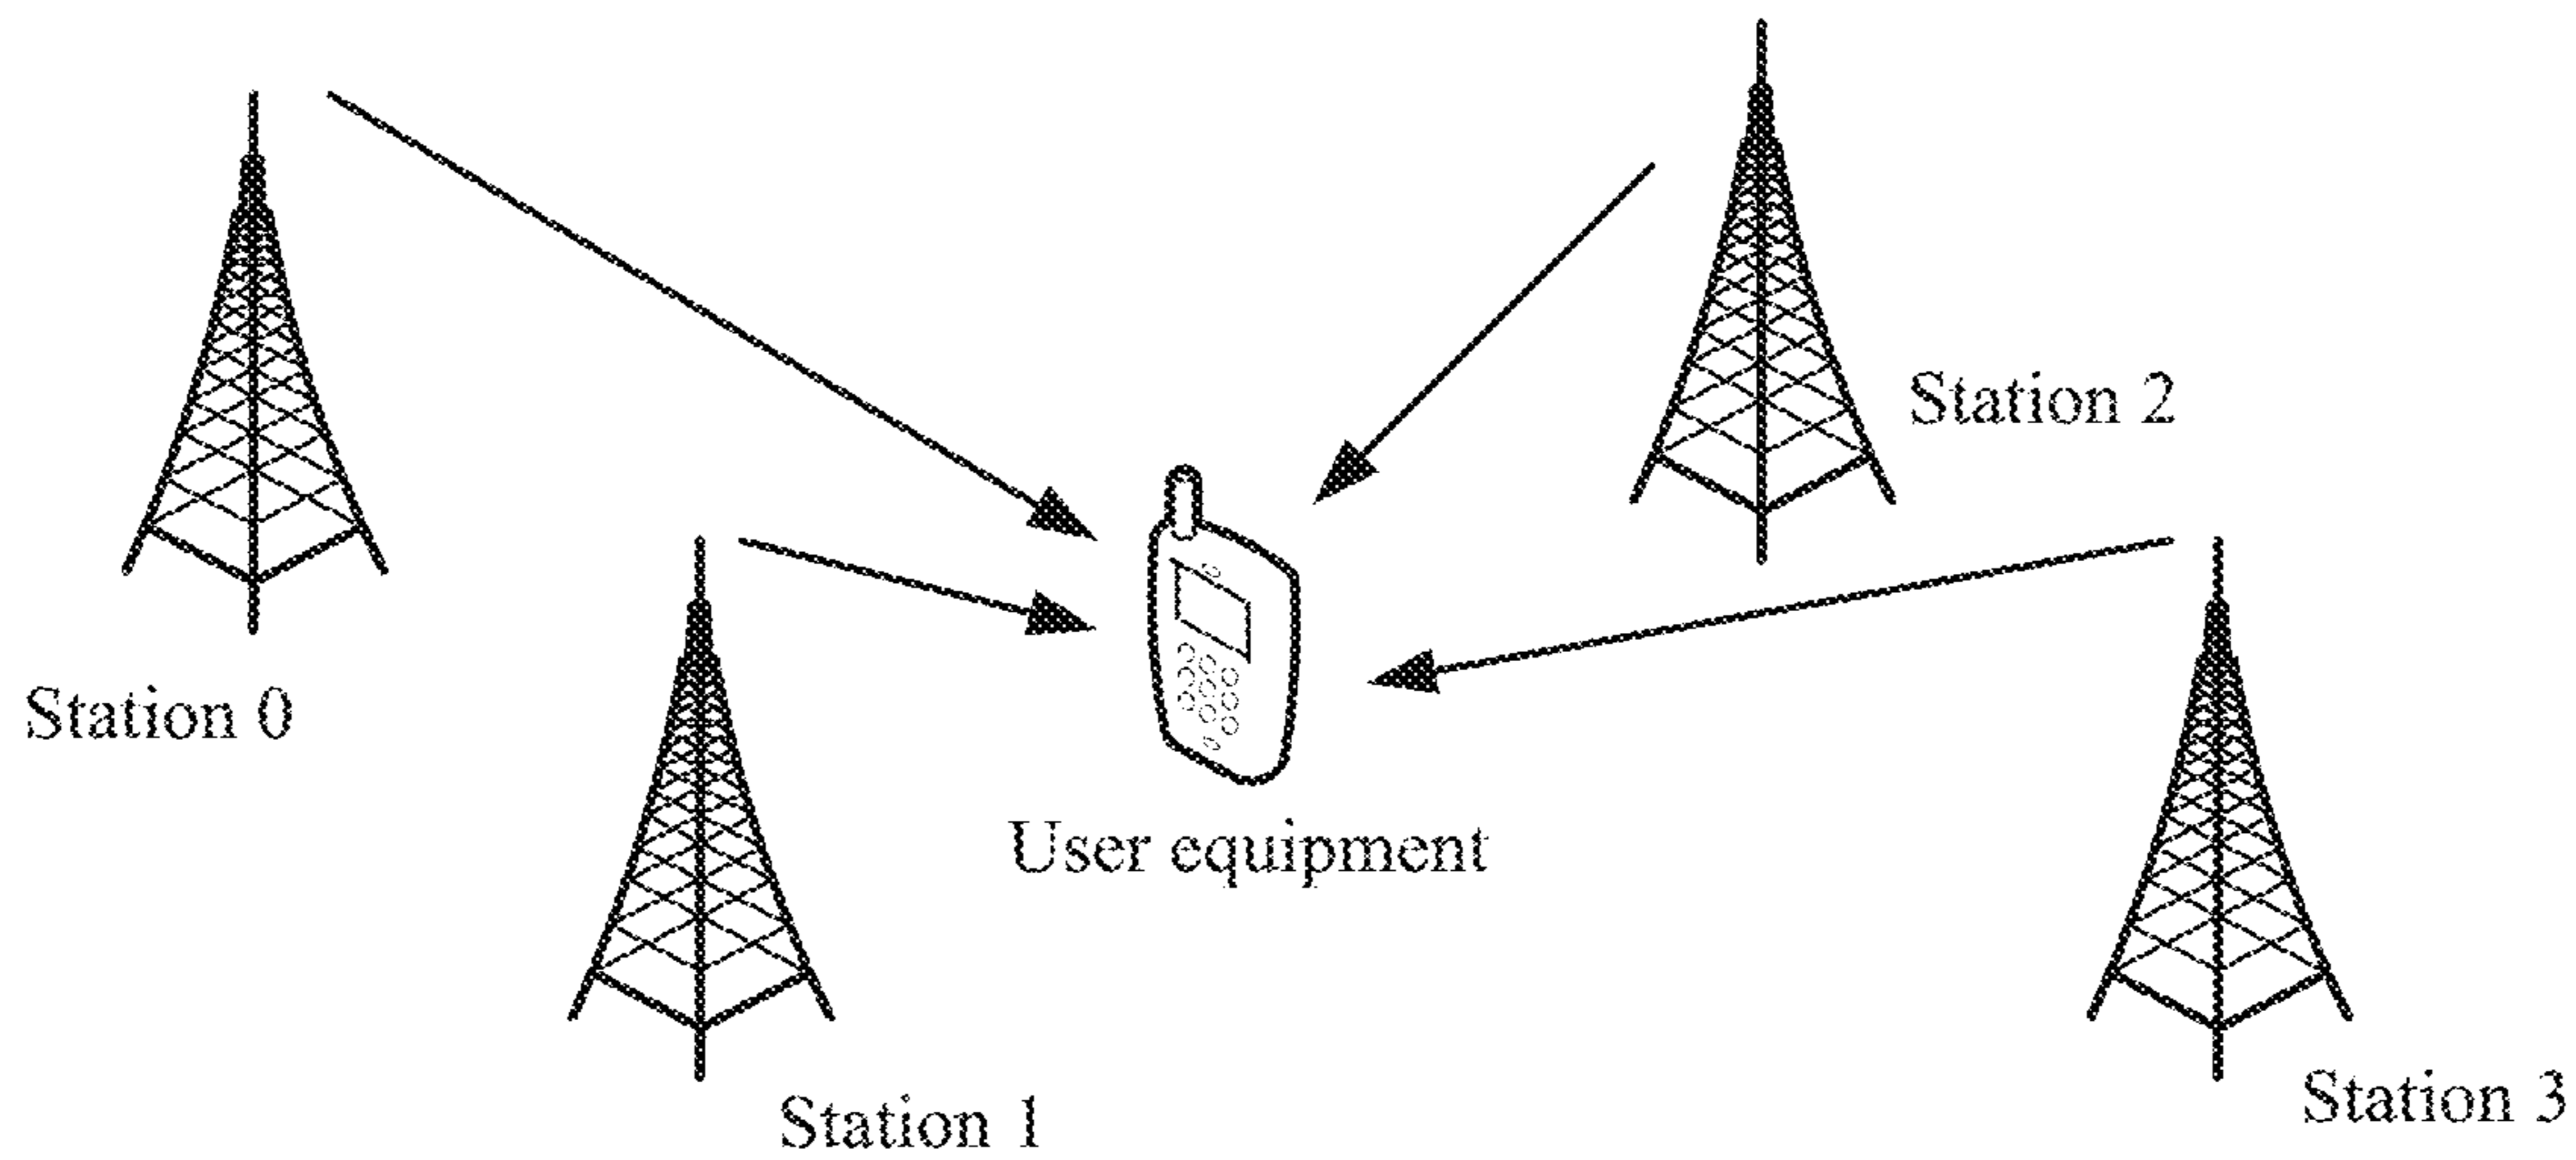 Station 2
Station 0
User equipment
Station 1
Station 3